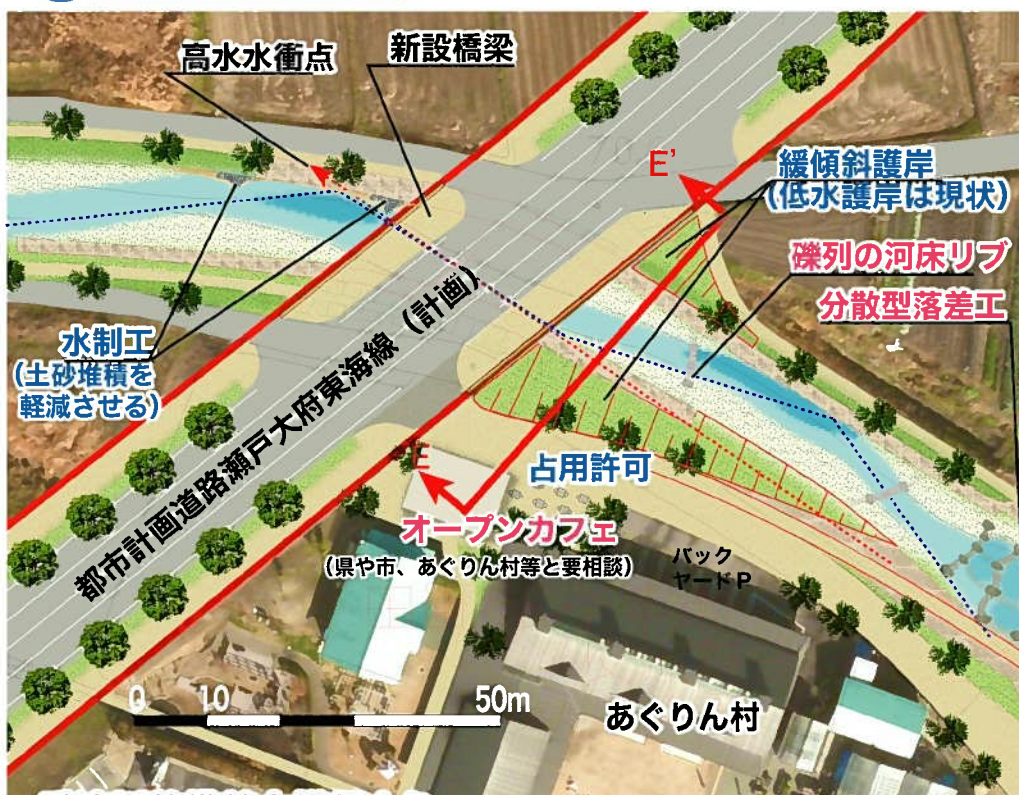 高水水衝点
新設橋梁
E'
緩傾斜護岸
(低水護岸は現状)
礫列の河床リブ
分散型落差工
水制工
(土砂堆積を
軽減させる)
都市計画道路瀬戸大府東海線(計画)
E
占用許可
オープンカフェ
(県や市、あぐりん村等と要相談)
バック
ヤードP
0 10 50m
あぐりん村